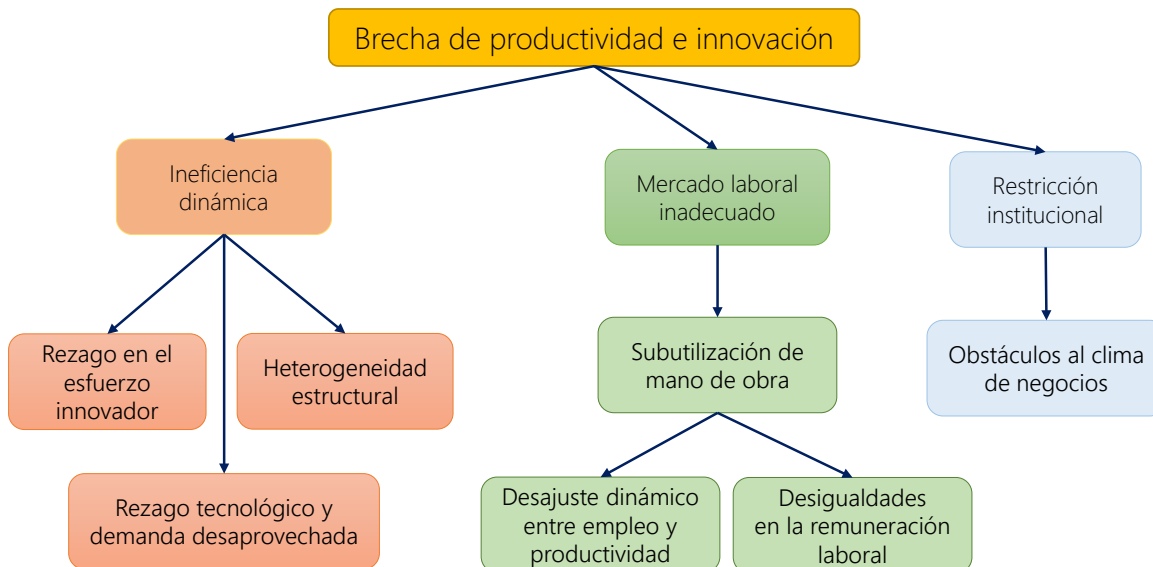 Brecha de productividad e innovación
Ineficiencia
dinámica
Mercado laboral
inadecuado
Restricción
institucional
Rezago en el
esfuerzo
innovador
Heterogeneidad
estructural
Subutilización de
mano de obra
Obstáculos al clima
de negocios
Rezago tecnológico y
demanda desaprovechada
Desajuste dinámico
entre empleo y
productividad
Desigualdades
en la remuneración
laboral